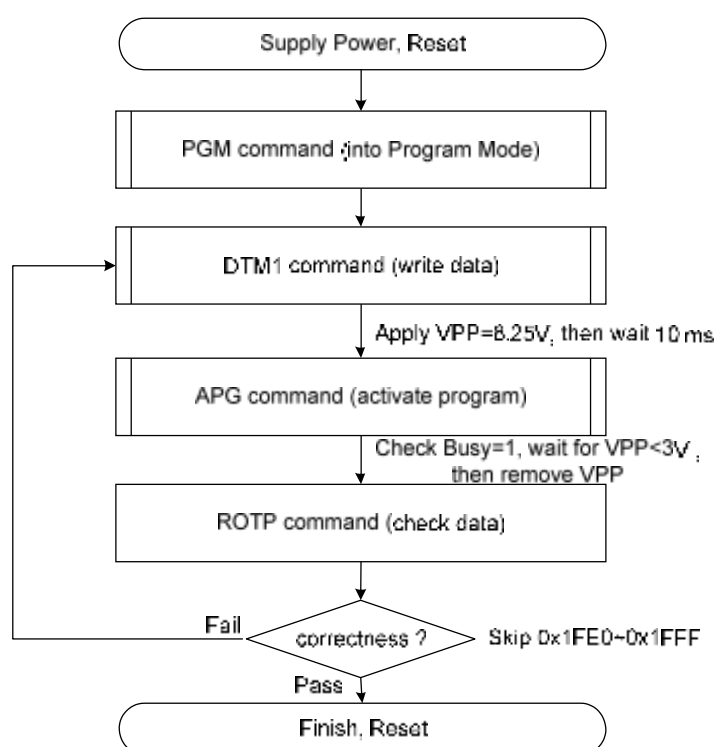 Supply Power, Reset
PGM command (into Program Mode)
DTM1 command (write data)
Apply VPP=8.25V, then wait 10 ms
APG command (activate program)
Check Busy=1, wait for VPP<3V,
then remove VPP
ROTP command (check data)
Fail
correctness ?
Skip 0x1FE0~0x1FFF
Pass
Finish, Reset